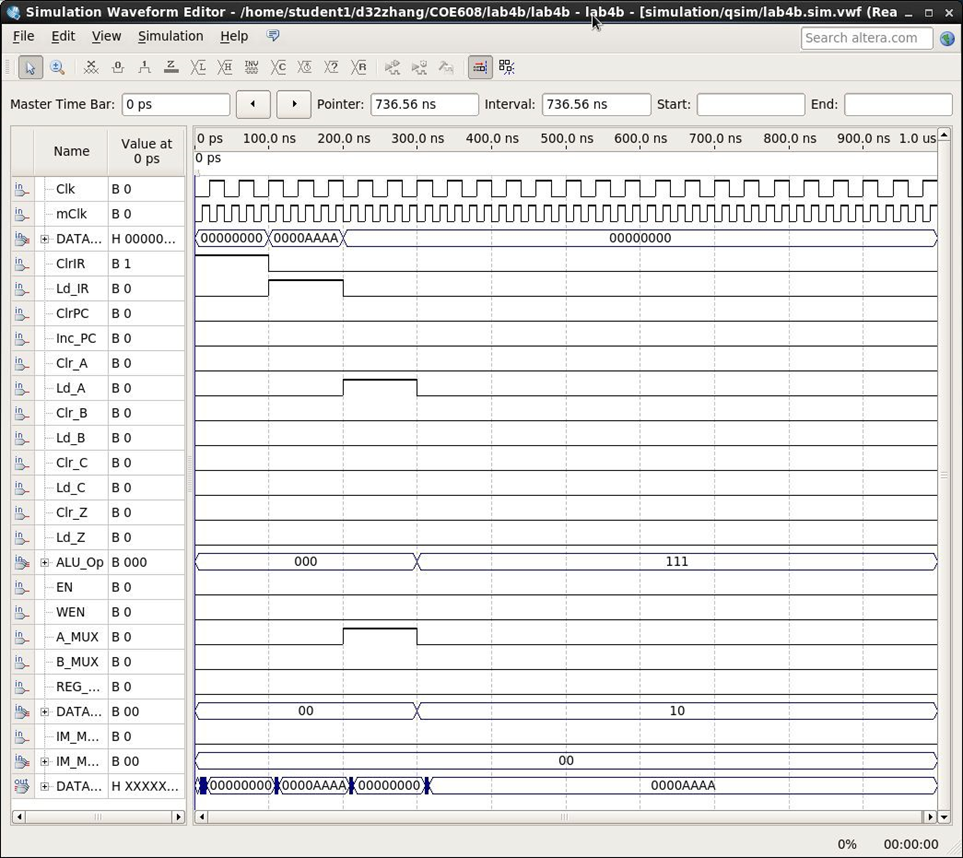 Simulation Waveform Editor - /home/student1/d32zhang/COE608/lab4b/lab4b - lab4b - [simulation/qsim/lab4b.sim.vwf (Rea
File Edit View Simulation Help Search altera.com
Master Time Bar: 0 ps Pointer: 736.56 ns Interval: 736.56 ns Start: End:
Name Value at 0 ps
0 ps 100.0 ns 200.0 ns 300.0 ns 400.0 ns 500.0 ns 600.0 ns 700.0 ns 800.0 ns 900.0 ns 1.0 us
0 ps
Clk B 0
mClk B 0
DATA... H 00000... 00000000 0000AAAA 00000000
ClrIR B 1
Ld_IR B 0
ClrPC B 0
Inc_PC B 0
Clr_A B 0
Ld_A B 0
Clr_B B 0
Ld_B B 0
Clr_C B 0
Ld_C B 0
Clr_Z B 0
Ld_Z B 0
ALU_Op B 000 000 111
EN B 0
WEN B 0
A_MUX B 0
B_MUX B 0
REG_... B 0
DATA... B 00 00 10
IM_M... B 0
IM_M... B 00 00
DATA... H XXXXX... 00000000 0000AAAA 00000000 0000AAAA
0% 00:00:00